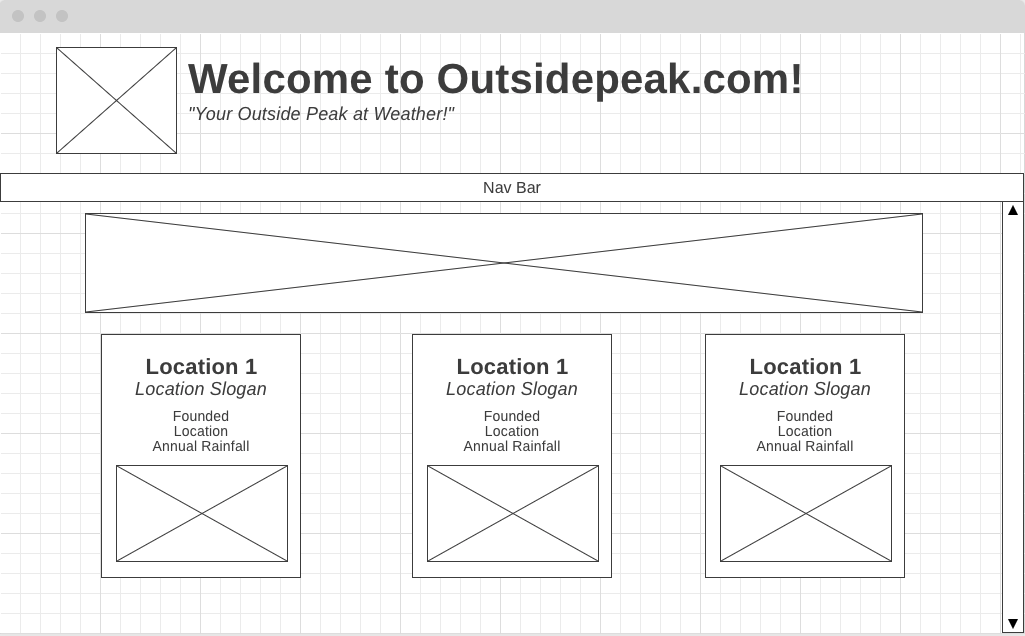 Welcome to Outsidepeak.com!
"Your Outside Peak at Weather!"
Nav Bar
Location 1
Location Slogan
Founded
Location
Annual Rainfall
Location 1
Location Slogan
Founded
Location
Annual Rainfall
Location 1
Location Slogan
Founded
Location
Annual Rainfall